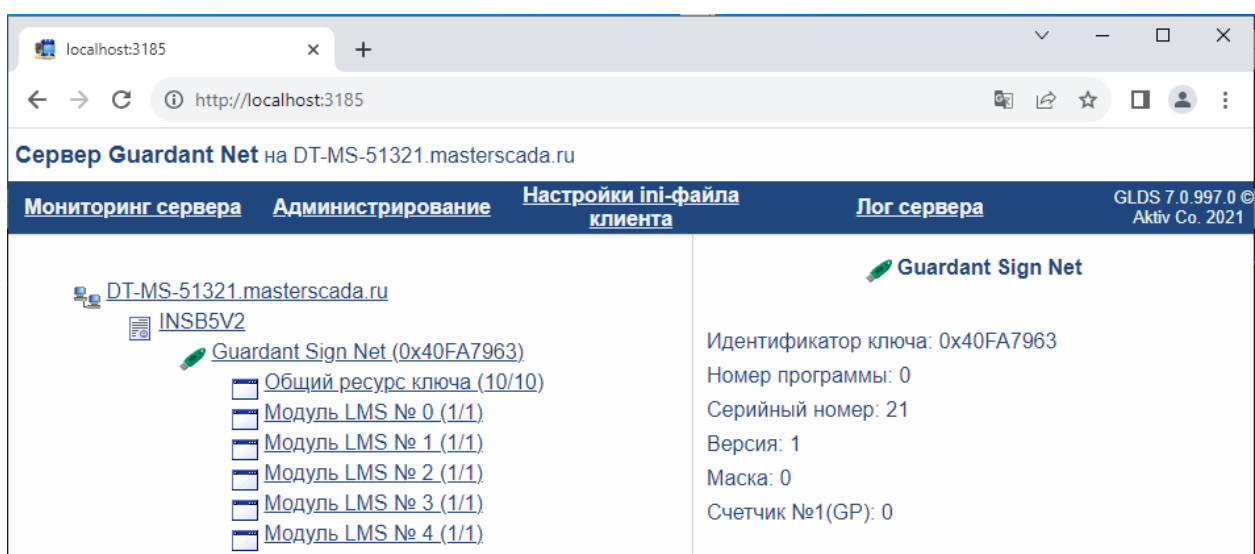 localhost:3185
http://localhost:3185
Сервер Guardant Net на DT-MS-51321.masterscada.ru
Мониторинг сервера
Администрирование
Настройки ini-файла
клиента
Лог сервера
GLDS 7.0.997.0 ©
Aktiv Co. 2021
DT-MS-51321.masterscada.ru
INSB5V2
Guardant Sign Net (0x40FA7963)
Общий ресурс ключа (10/10)
Модуль LMS № 0 (1/1)
Модуль LMS № 1 (1/1)
Модуль LMS № 2 (1/1)
Модуль LMS № 3 (1/1)
Модуль LMS № 4 (1/1)
Guardant Sign Net
Идентификатор ключа: 0x40FA7963
Номер программы: 0
Серийный номер: 21
Версия: 1
Маска: 0
Счетчик №1(GP): 0